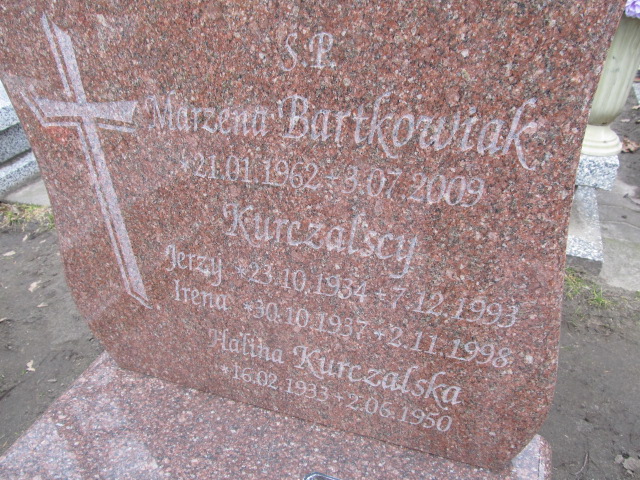 Ś.P.
Marzena Bartkowiak
*21.01.1962 +3.07.2009
Kurczalscy
Jerzy *23.10.1934 +7.12.1993
Irena *30.10.1937 +2.11.1998
Halina Kurczalska
*16.02.1933 +2.06.1950